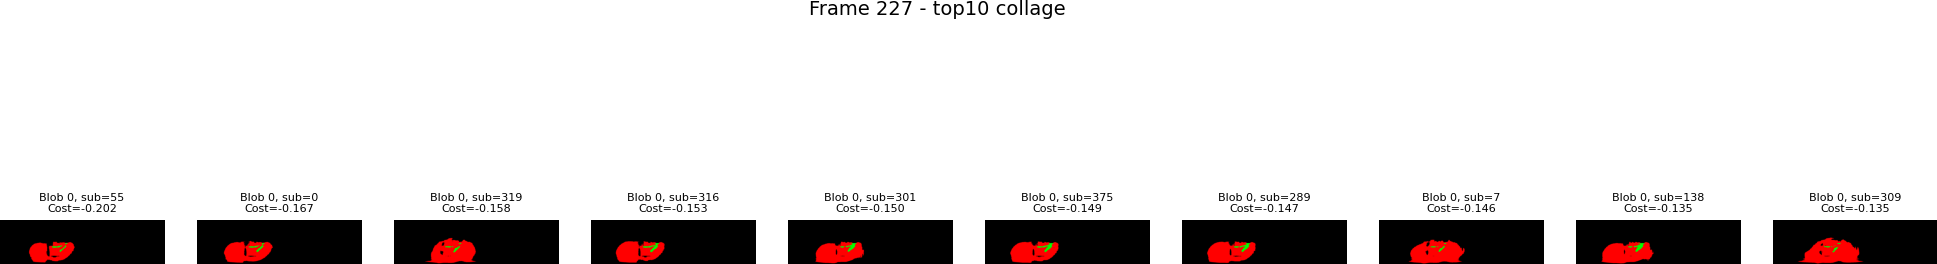 Frame 227 - top10 collage
Blob 0, sub=55
Cost=-0.202
Blob 0, sub=0
Cost=-0.167
Blob 0, sub=319
Cost=-0.158
Blob 0, sub=316
Cost=-0.153
Blob 0, sub=301
Cost=-0.150
Blob 0, sub=375
Cost=-0.149
Blob 0, sub=289
Cost=-0.147
Blob 0, sub=7
Cost=-0.146
Blob 0, sub=138
Cost=-0.135
Blob 0, sub=309
Cost=-0.135